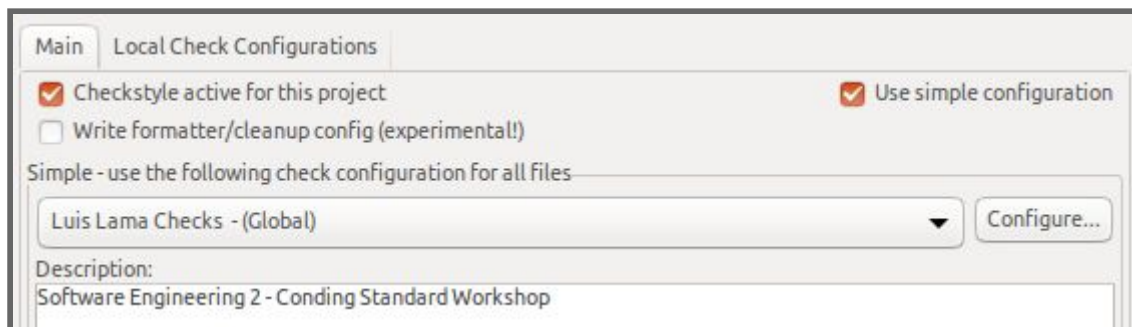 Main Local Check Configurations
Checkstyle active for this project Use simple configuration
Write formatter/cleanup config (experimental!)
Simple - use the following check configuration for all files
Luis Lama Checks - (Global) Configure...
Description:
Software Engineering 2 - Conding Standard Workshop